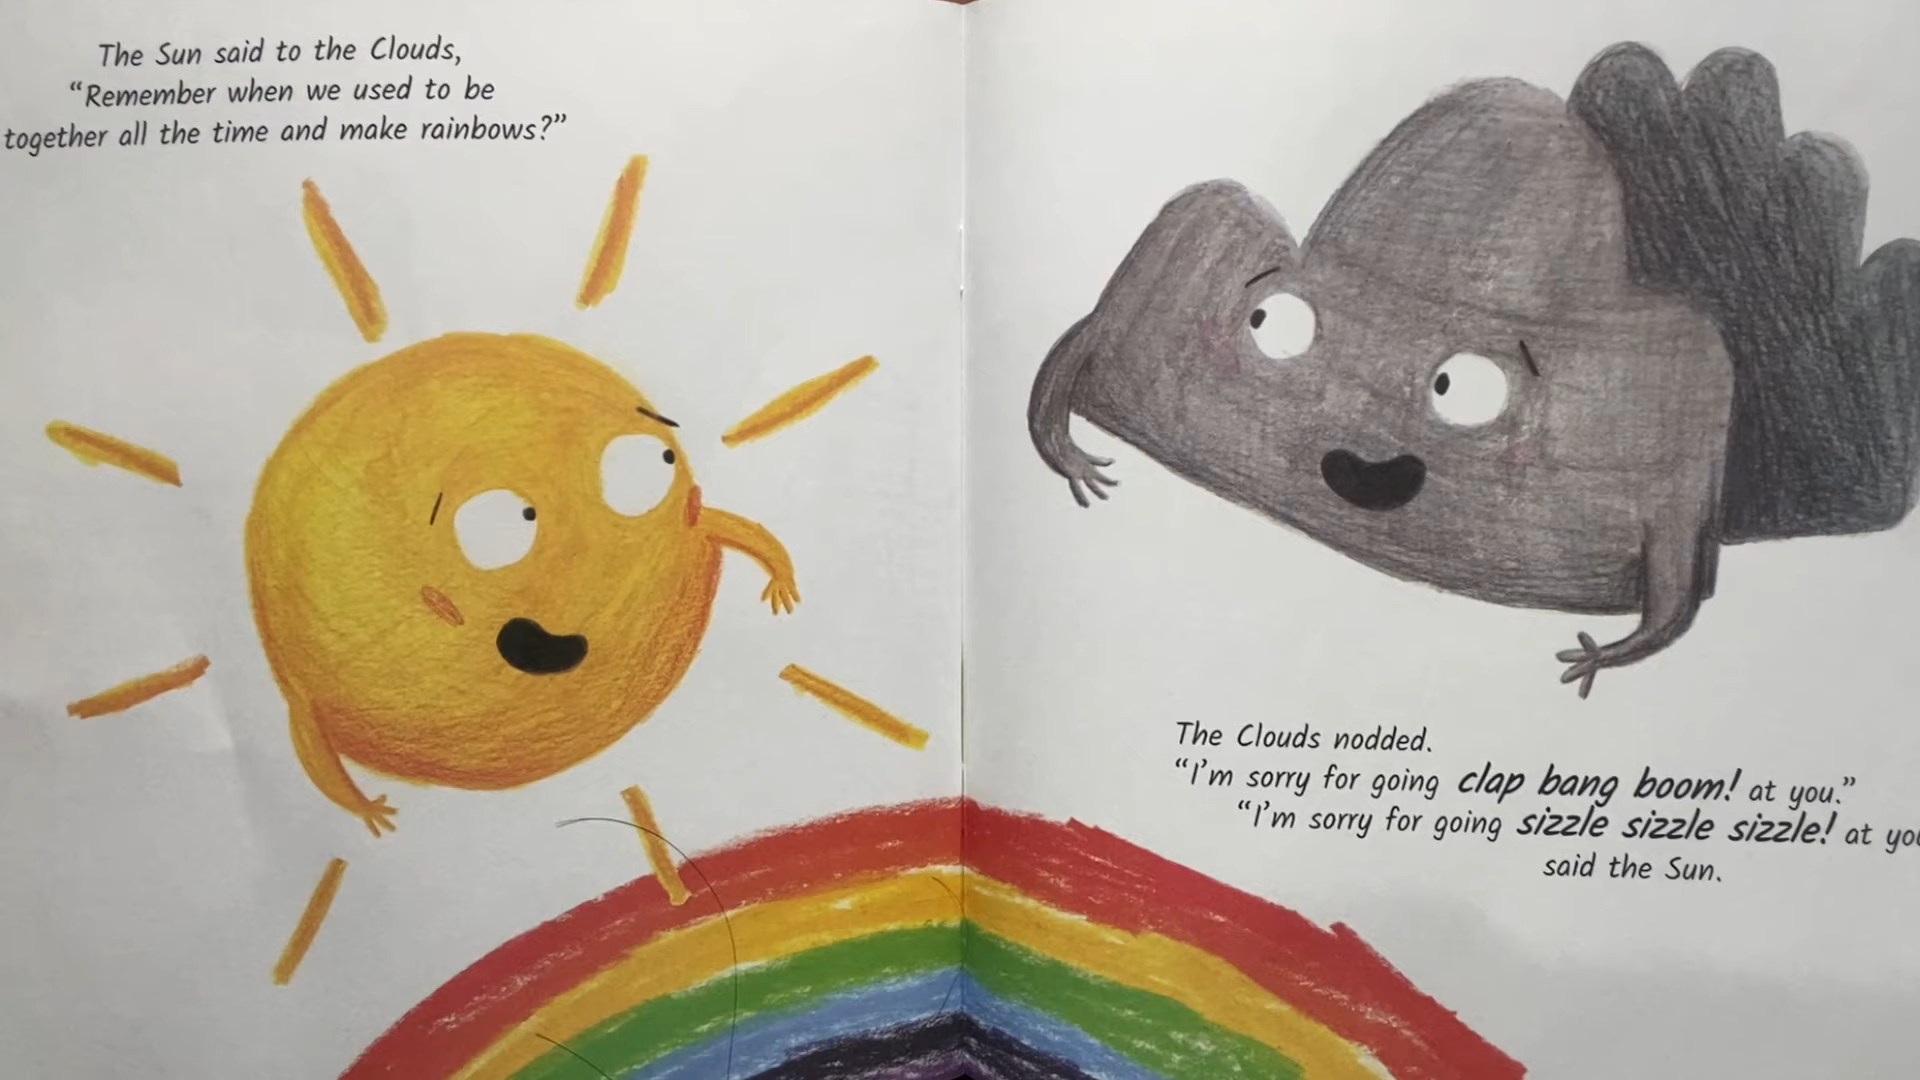 The Sun said to the Clouds,
“Remember when we used to be
together all the time and make rainbows?”
The Clouds nodded.
“I’m sorry for going clap bang boom! at you.”
“I’m sorry for going sizzle sizzle sizzle! at
said the Sun.